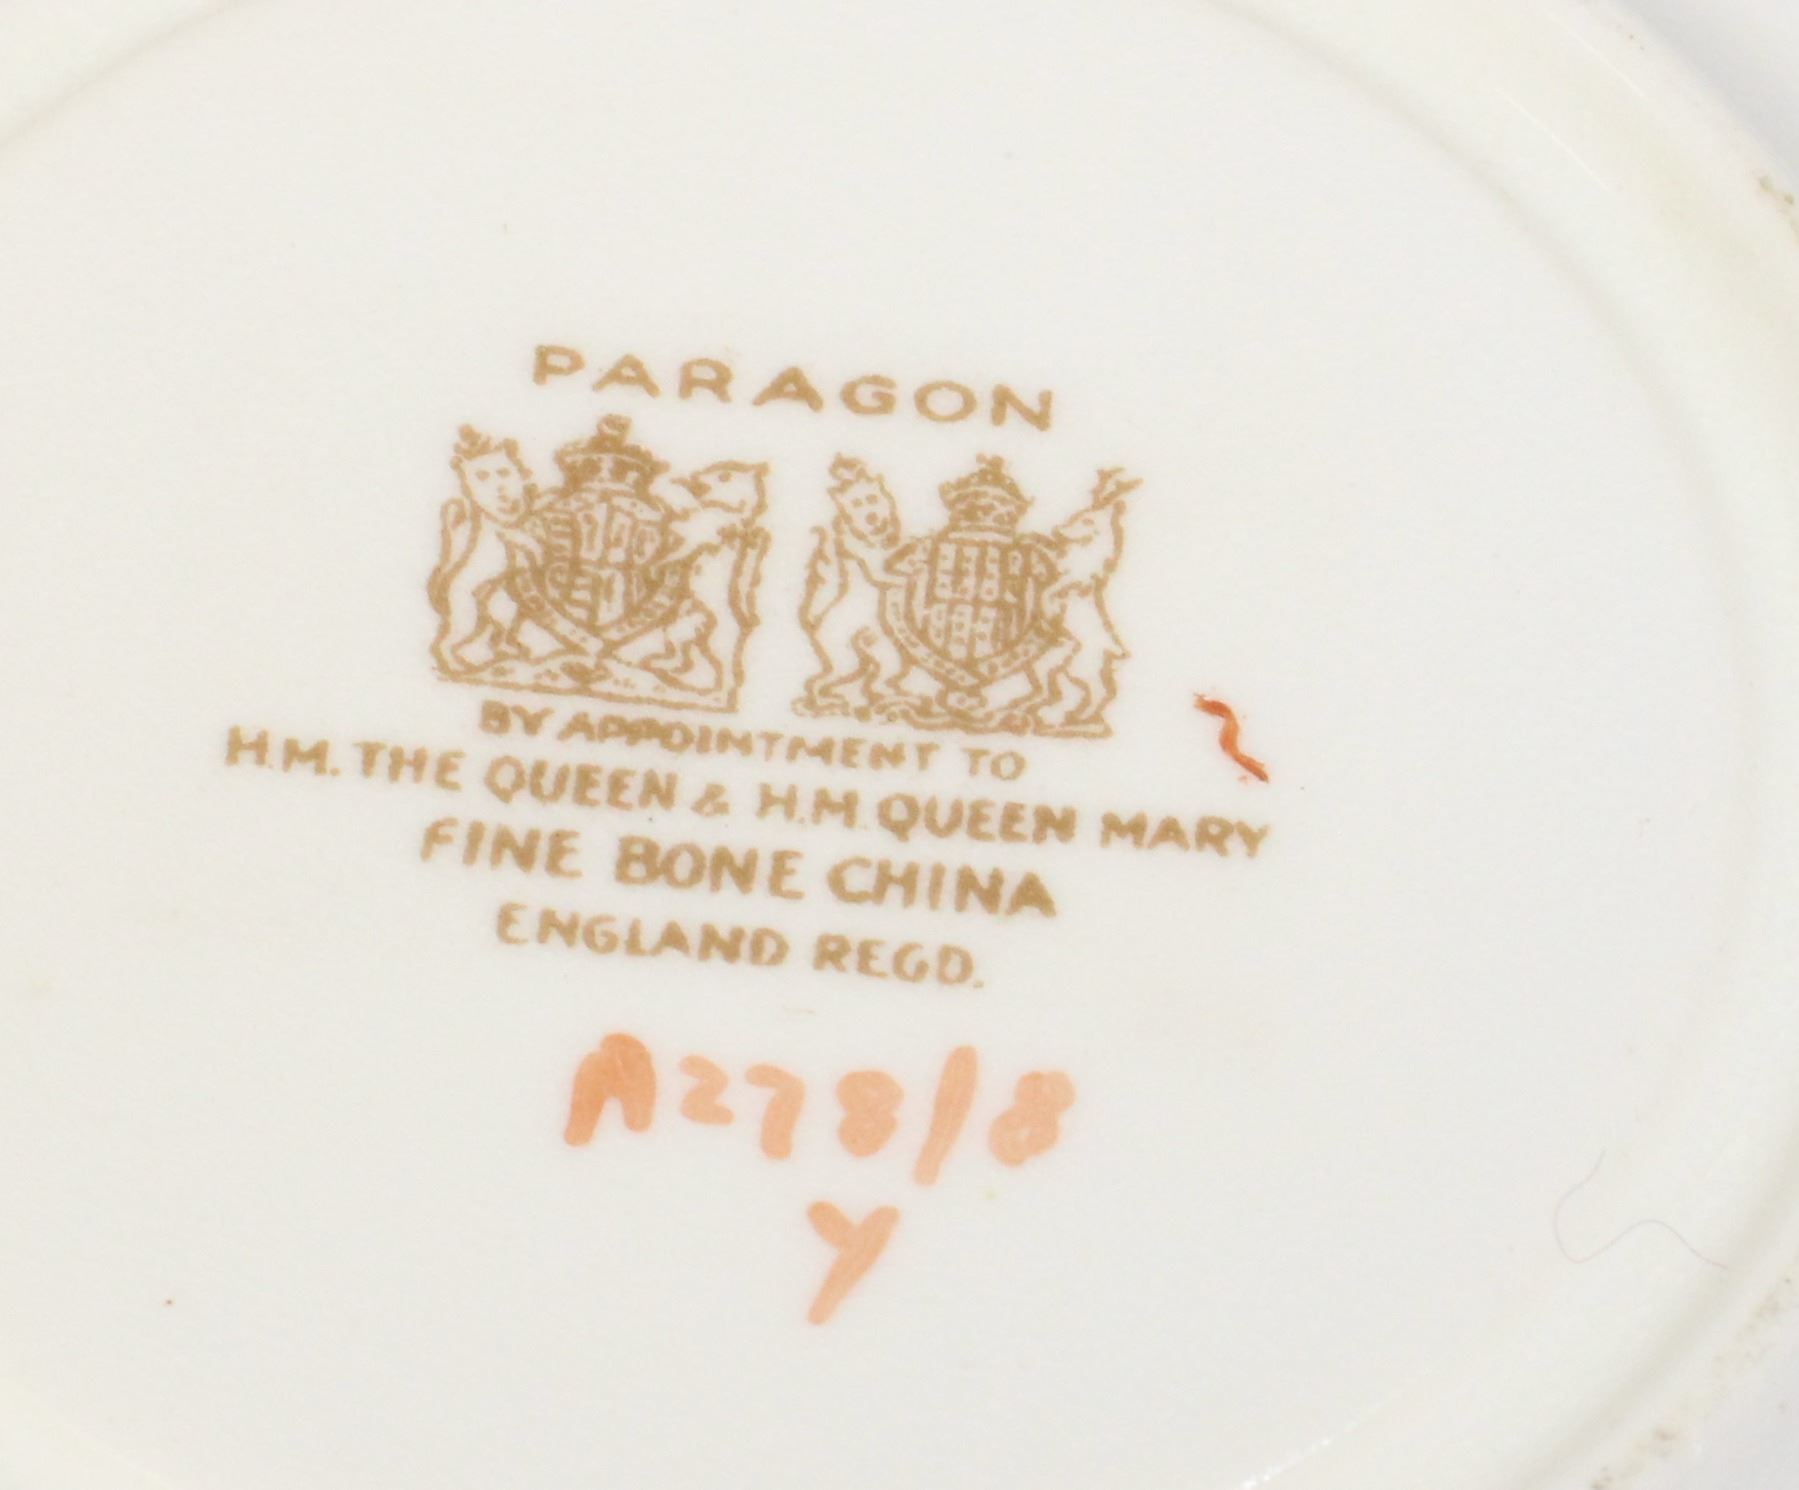 PARAGON
BY APPOINTMENT TO
H.M. THE QUEEN & H.M. QUEEN MARY
FINE BONE CHINA
ENGLAND REGD.
A278/8
Y